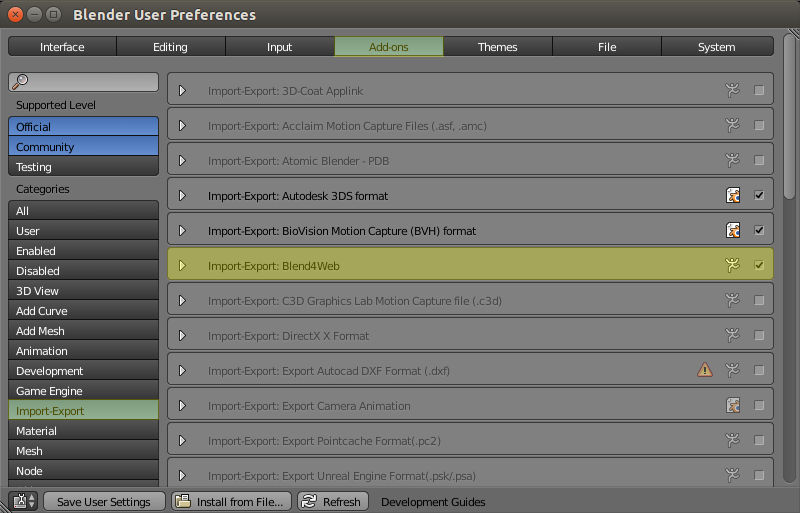 Blender User Preferences
Interface Editing Input Add-ons Themes File System
Supported Level
Official
Community
Testing
Categories
All
User
Enabled
Disabled
3D View
Add Curve
Add Mesh
Animation
Development
Game Engine
Import-Export
Material
Mesh
Node
Import-Export: 3D-Coat Applink
Import-Export: Acclaim Motion Capture Files (.asf, .amc)
Import-Export: Atomic Blender - PDB
Import-Export: Autodesk 3DS format
Import-Export: BioVision Motion Capture (BVH) format
Import-Export: Blend4Web
Import-Export: C3D Graphics Lab Motion Capture file (.c3d)
Import-Export: DirectX X Format
Import-Export: Export Autocad DXF Format (.dxf)
Import-Export: Export Camera Animation
Import-Export: Export Pointcache Format(.pc2)
Import-Export: Export Unreal Engine Format(.psk/.psa)
Save User Settings Install from File... Refresh Development Guides